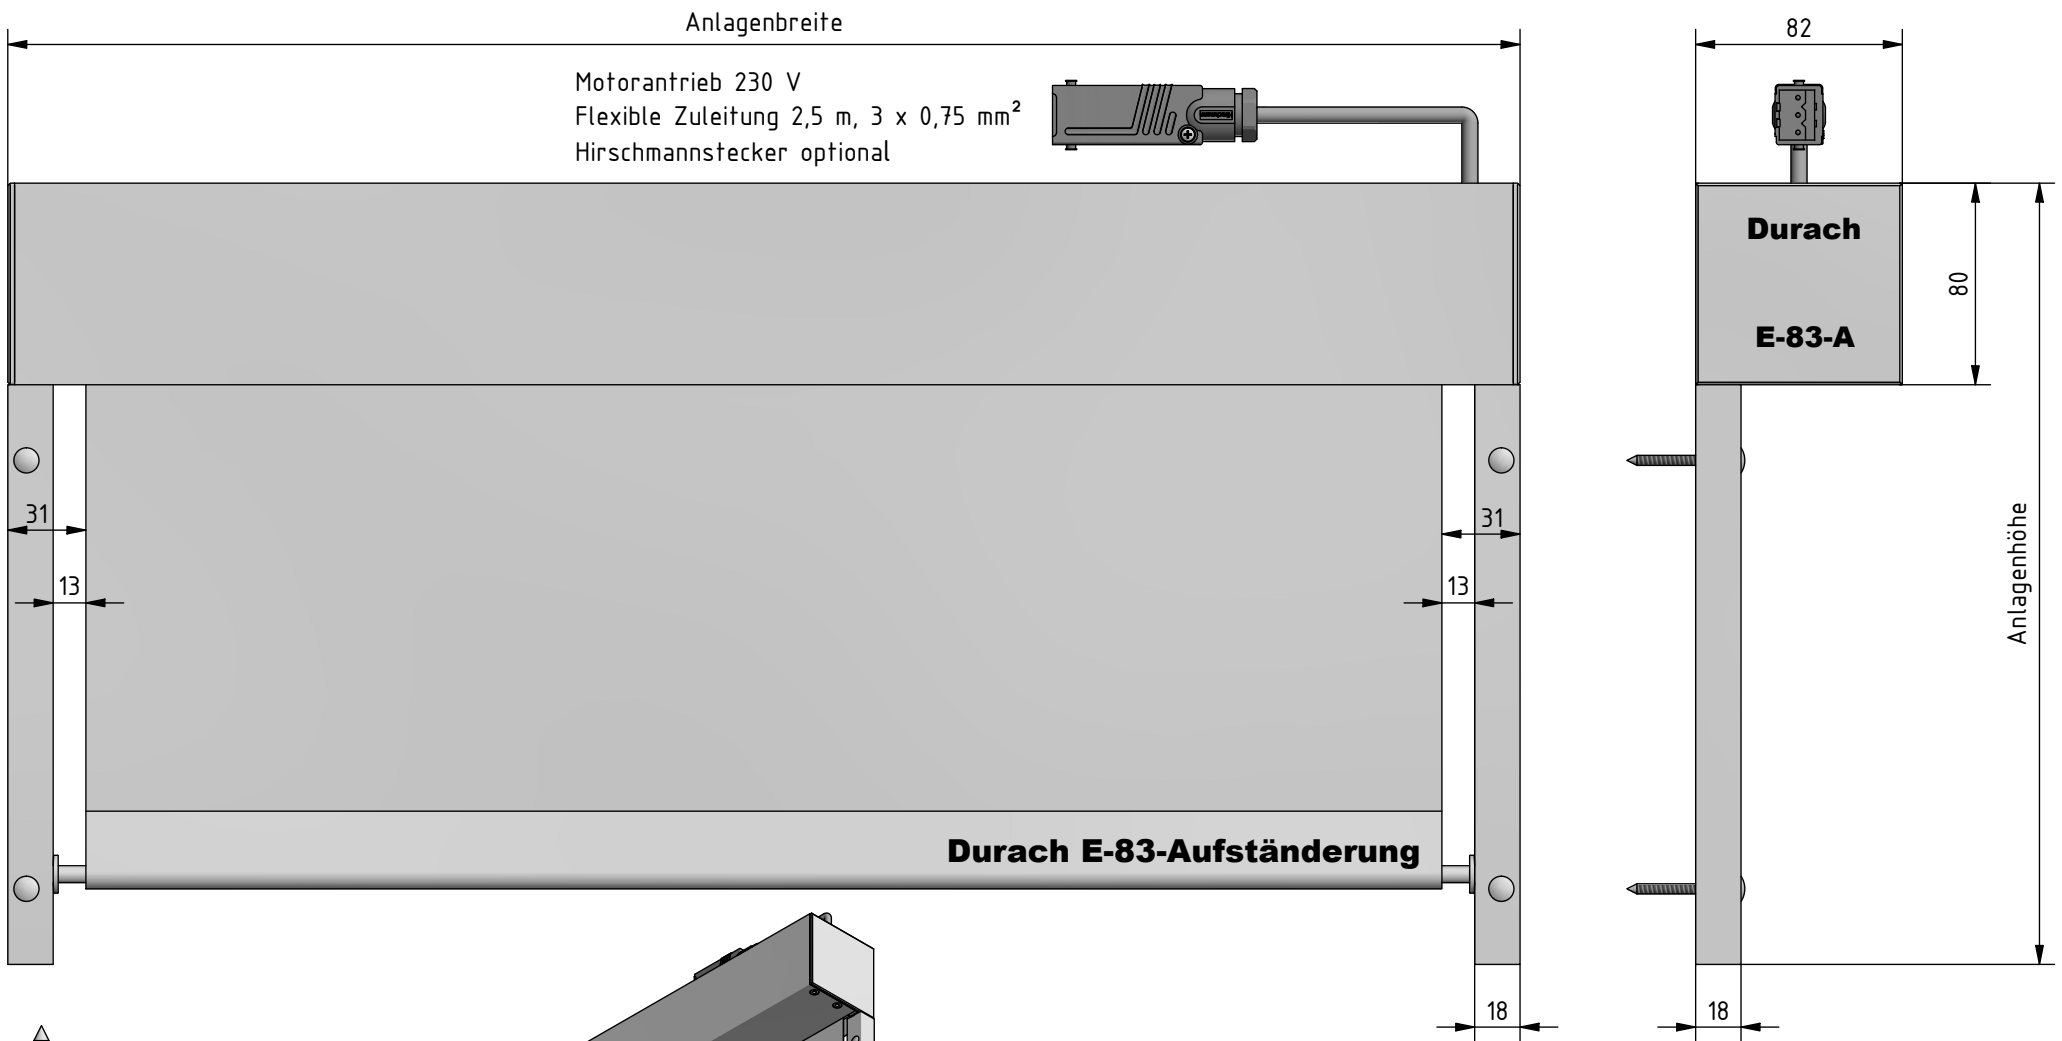 Anlagenbreite
82
Motorantrieb 230 V
Flexible Zuleitung 2,5 m, 3 x 0,75 mm²
Hirschmannstecker optional
Durach
80
E-83-A
31
31
Anlagenhöhe
13
13
Durach E-83-Aufständerung
18
18